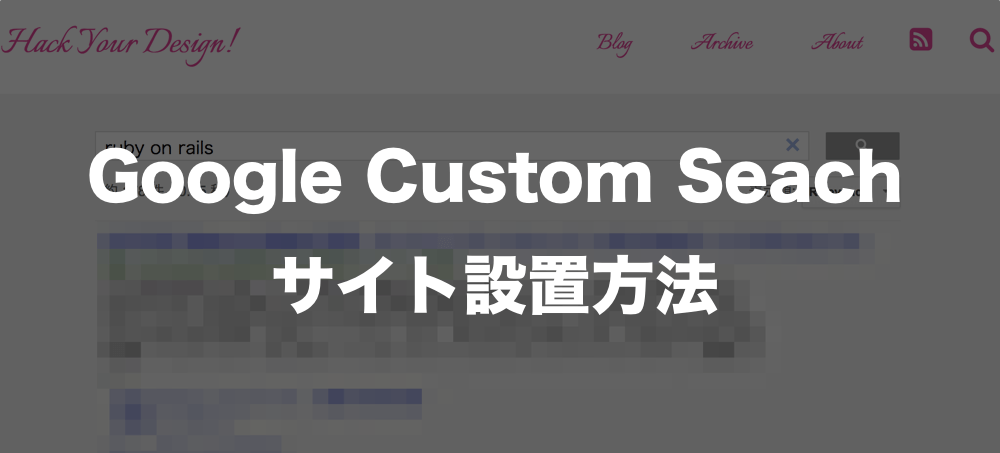 Hack Your Design!
Blog Archive About
ruby on rails
Google Custom Seach
サイト設置方法